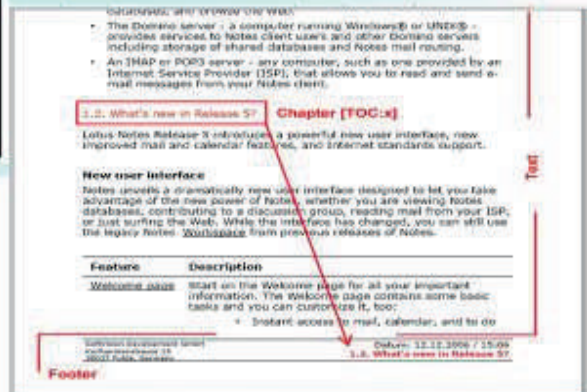 databases, and browse the Web.
• The Domino server - a computer running Windows® or UNIX® -
provides services to Notes client users and other Domino servers
including storage of shared databases and Notes mail routing.
• An IMAP or POP3 server - any computer, such as one provided by an
Internet Service Provider (ISP), that allows you to read and send e-
mail messages from your Notes client.
1.2. What's new in Release 5? Chapter [TOC:x]
Lotus Notes Release 5 introduces a powerful new user interface, new
improved mail and calendar features, and Internet standards support.
Text
New user interface
Notes unveils a dramatically new user interface designed to let you take
advantage of the new power of Notes, whether you are viewing Notes
databases, contributing to a discussion group, reading mail from your ISP,
or just surfing the Web. While the interface has changed, you can still use
the legacy Notes Workspace from previous releases of Notes.
Feature Description
Welcome page Start on the Welcome page for all your important
information. The Welcome page contains some basic
tasks and you can customize it, too:
• Instant access to mail, calendar, and to do
Development GmbH Datum: 12.12.2006 / 15:06
1.2. What's new in Release 5?
Fulda, Germany
Footer